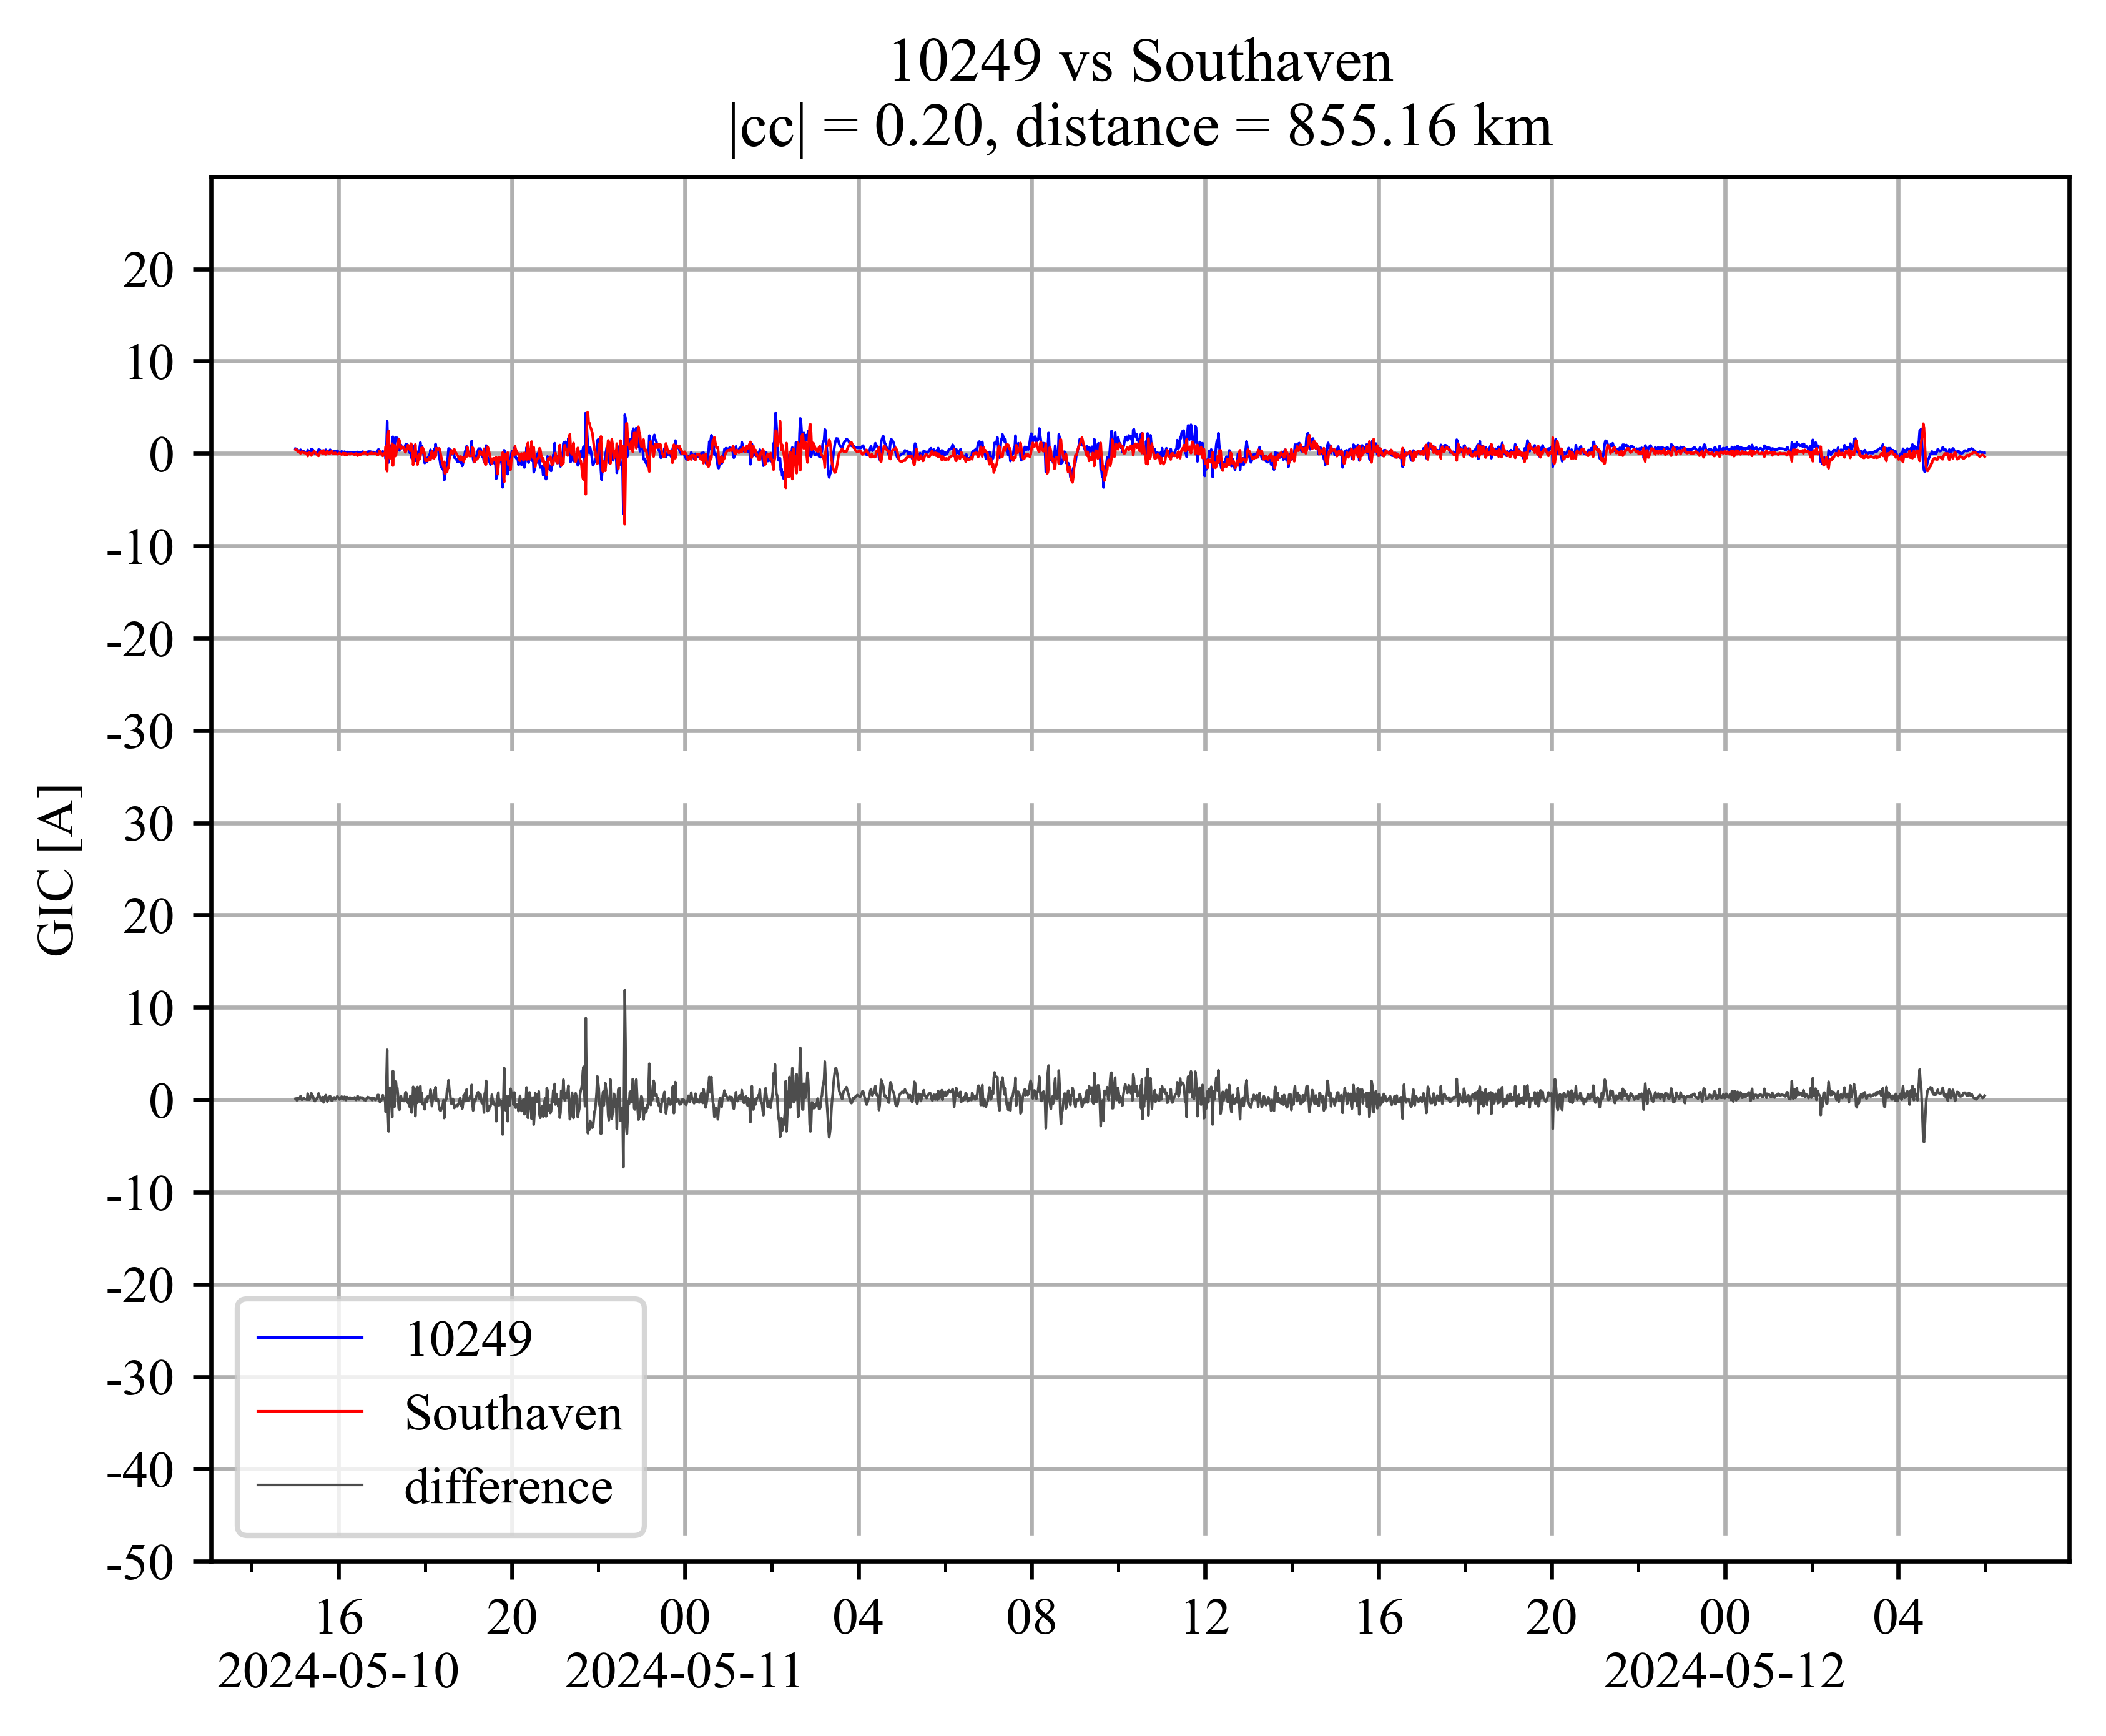 10249 vs Southaven
|cc| = 0.20, distance = 855.16 km
GIC [A]
20
10
0
-10
-20
-30
30
20
10
0
-10
-20
-30
-40
-50
10249
Southaven
difference
16 20 00 04 08 12 16 20 00 04
2024-05-10 2024-05-11 2024-05-12